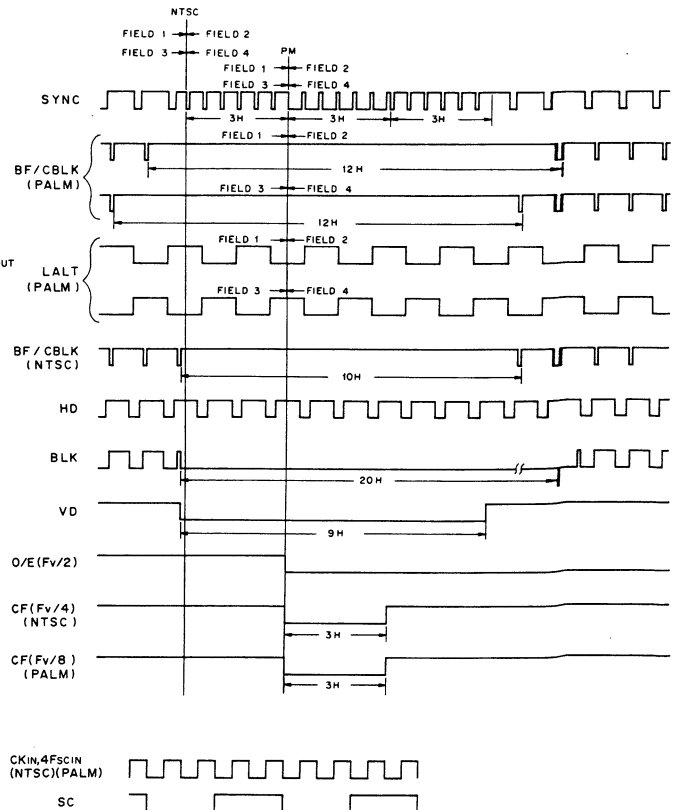 NTSC
FIELD 1 FIELD 2
FIELD 3 FIELD 4
PM
FIELD 1 FIELD 2
FIELD 3 FIELD 4
SYNC
3H 3H 3H
FIELD 1 FIELD 2
BF/CBLK
(PALM)
12H
FIELD 3 FIELD 4
12H
FIELD 1 FIELD 2
UT
LALT
(PALM)
FIELD 3 FIELD 4
BF/CBLK
(NTSC)
10H
HD
BLK
20H
VD
9H
O/E(Fv/2)
CF(Fv/4)
(NTSC)
3H
CF(Fv/8)
(PALM)
3H
CKIN,4FSCIN
(NTSC)(PALM)
SC